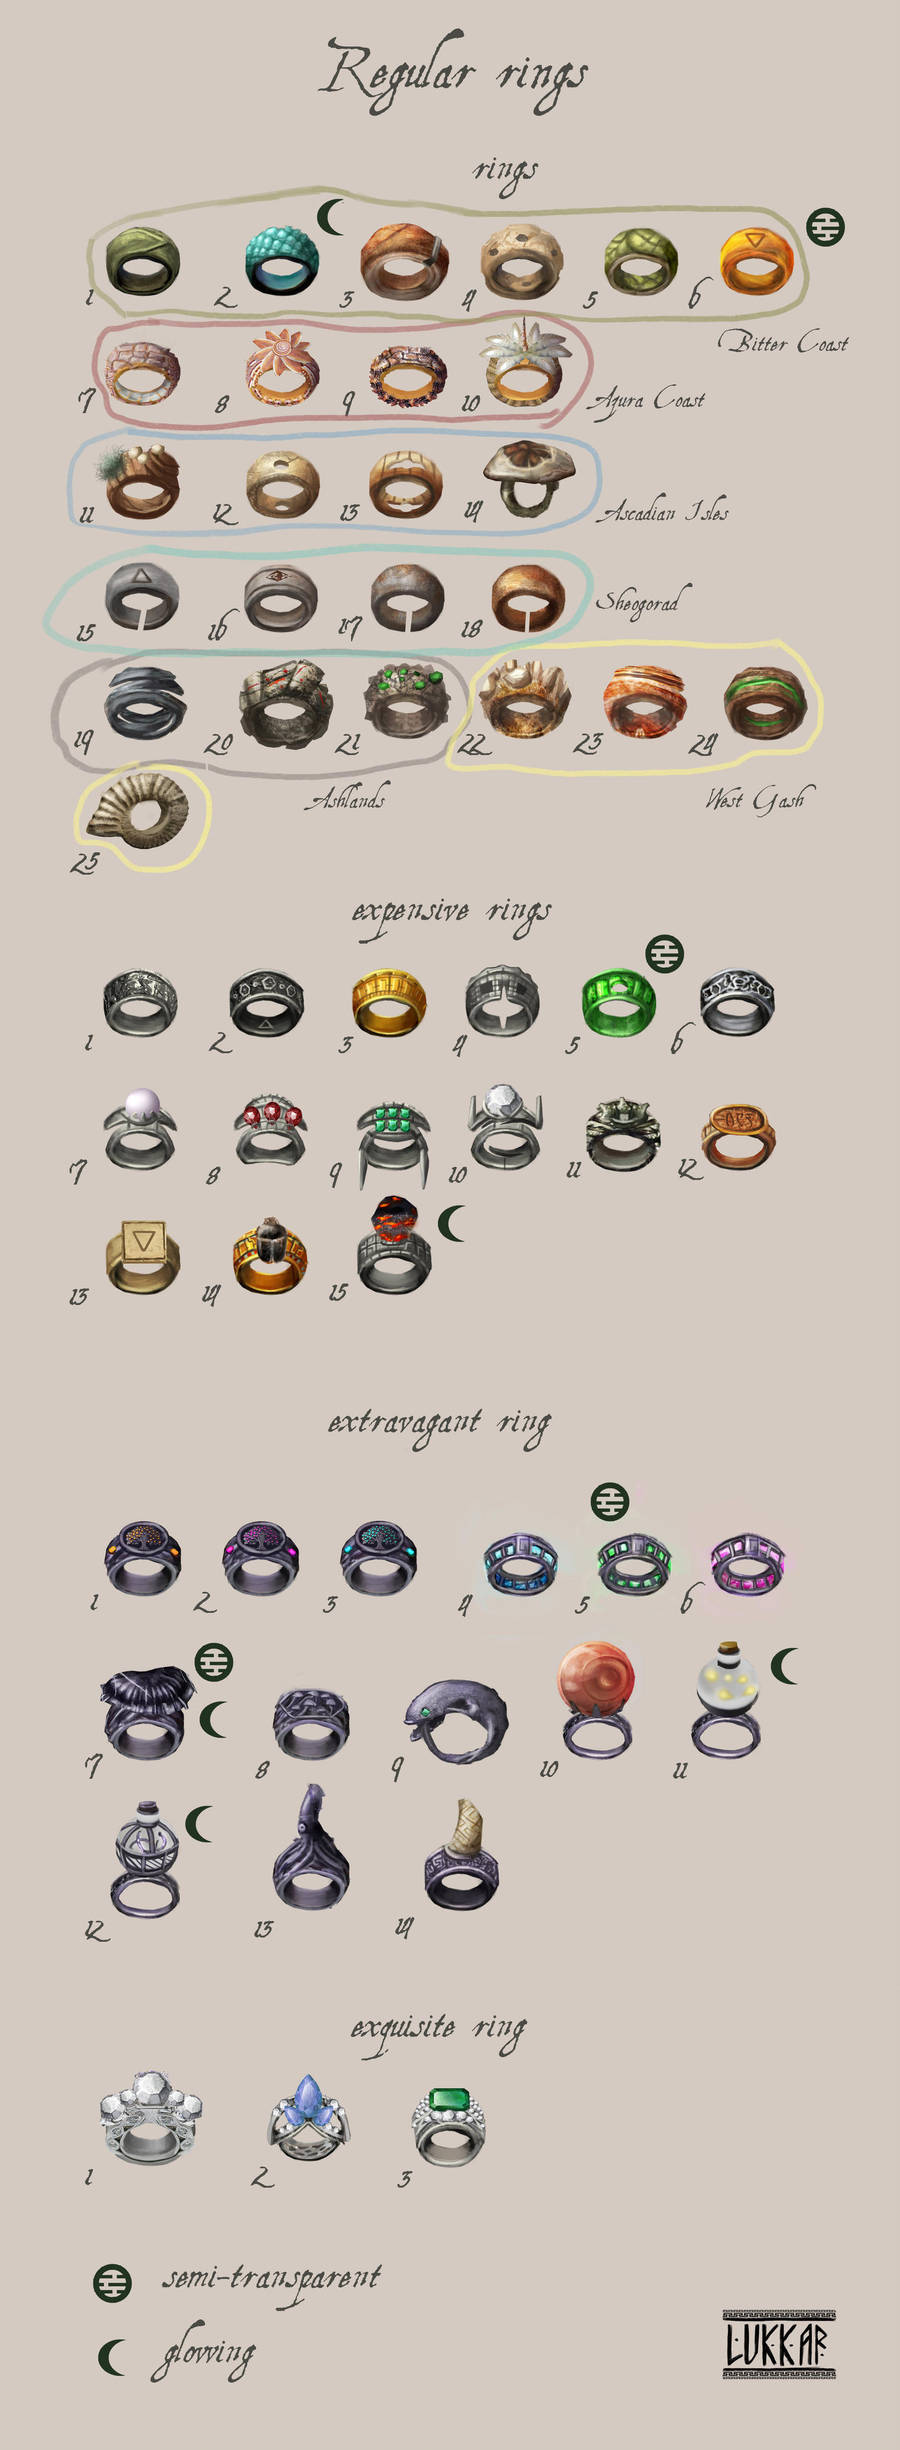 Regular rings
rings
1 2 3 4 5 6
Bitter Coast
7 8 9 10
Azura Coast
11 12 13 14
Ascadian Isles
15 16 17 18
Sheogorad
19 20 21 22 23 24
Ashlands
West Gash
25
expensive rings
1 2 3 4 5 6
7 8 9 10 11 12
13 14 15
extravagant ring
1 2 3 4 5 6
7 8 9 10 11
12 13 14
exquisite ring
1 2 3
semi-transparent
glowing
LUKKAR